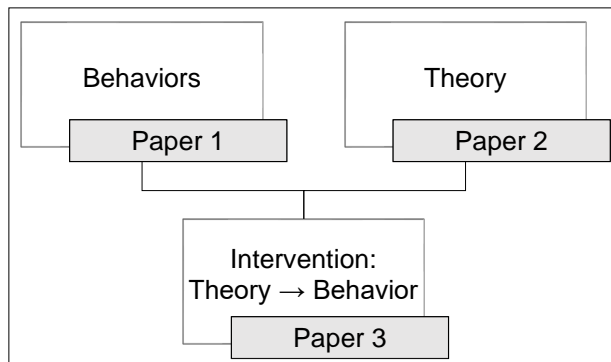 Behaviors
Theory
Paper 1
Paper 2
Intervention:
Theory → Behavior
Paper 3